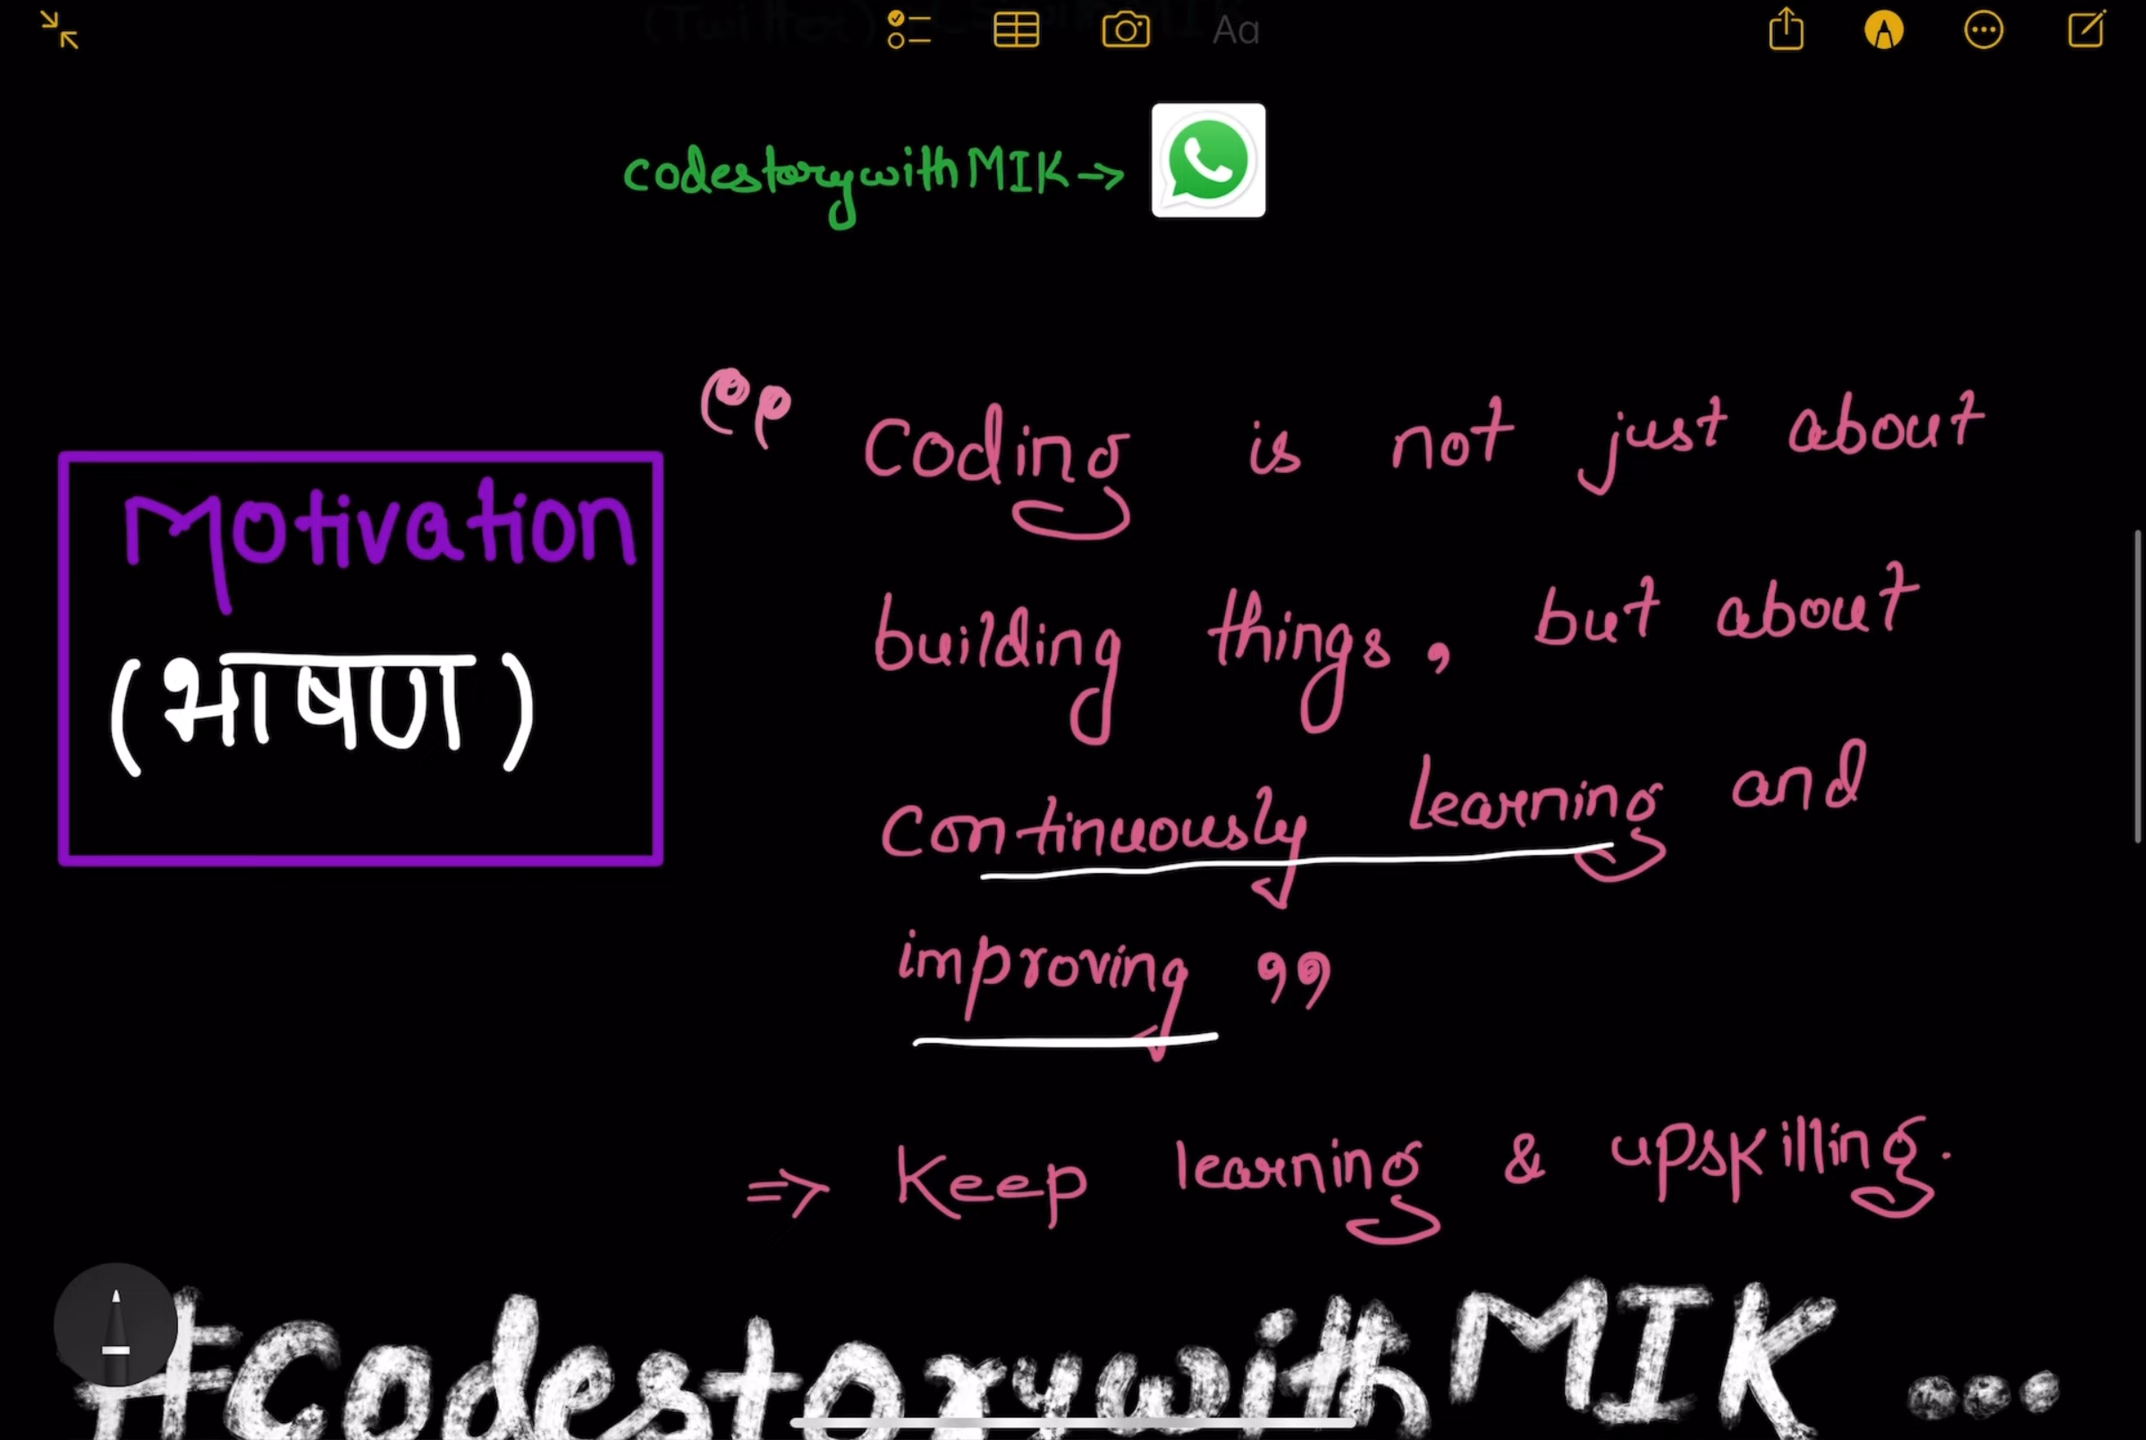 Aa
codestorywithMIK →
Motivation
(भाषण)
“ Coding is not just about
building things, but about
continuously learning and
improving ”
⇒ Keep learning & upskilling.
#CodestorywithMIK ...